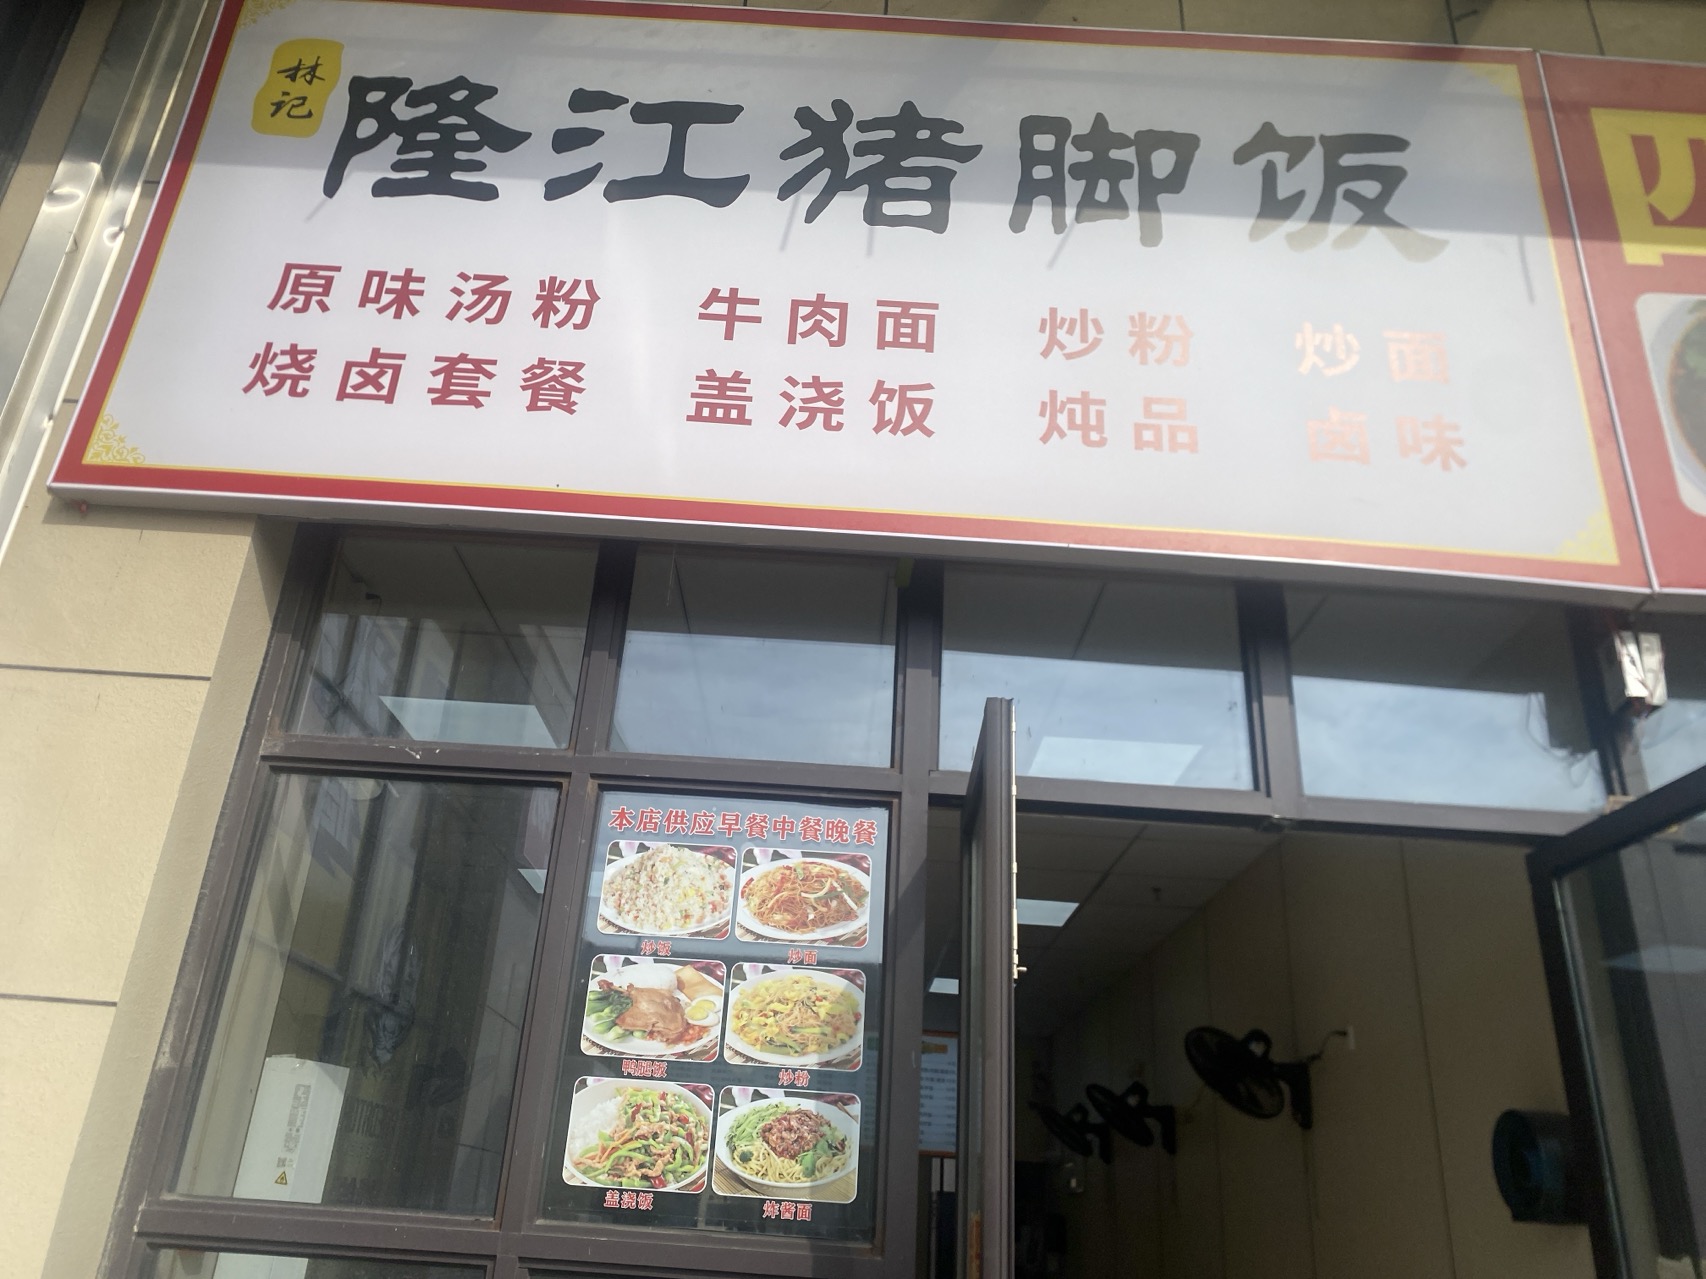 林记
隆江猪脚饭
原味汤粉 牛肉面 炒粉 炒面
烧卤套餐 盖浇饭 炖品 卤味
四
本店供应早餐中餐晚餐
炒饭 炒面
鸭腿饭 炒粉
盖浇饭 炸酱面